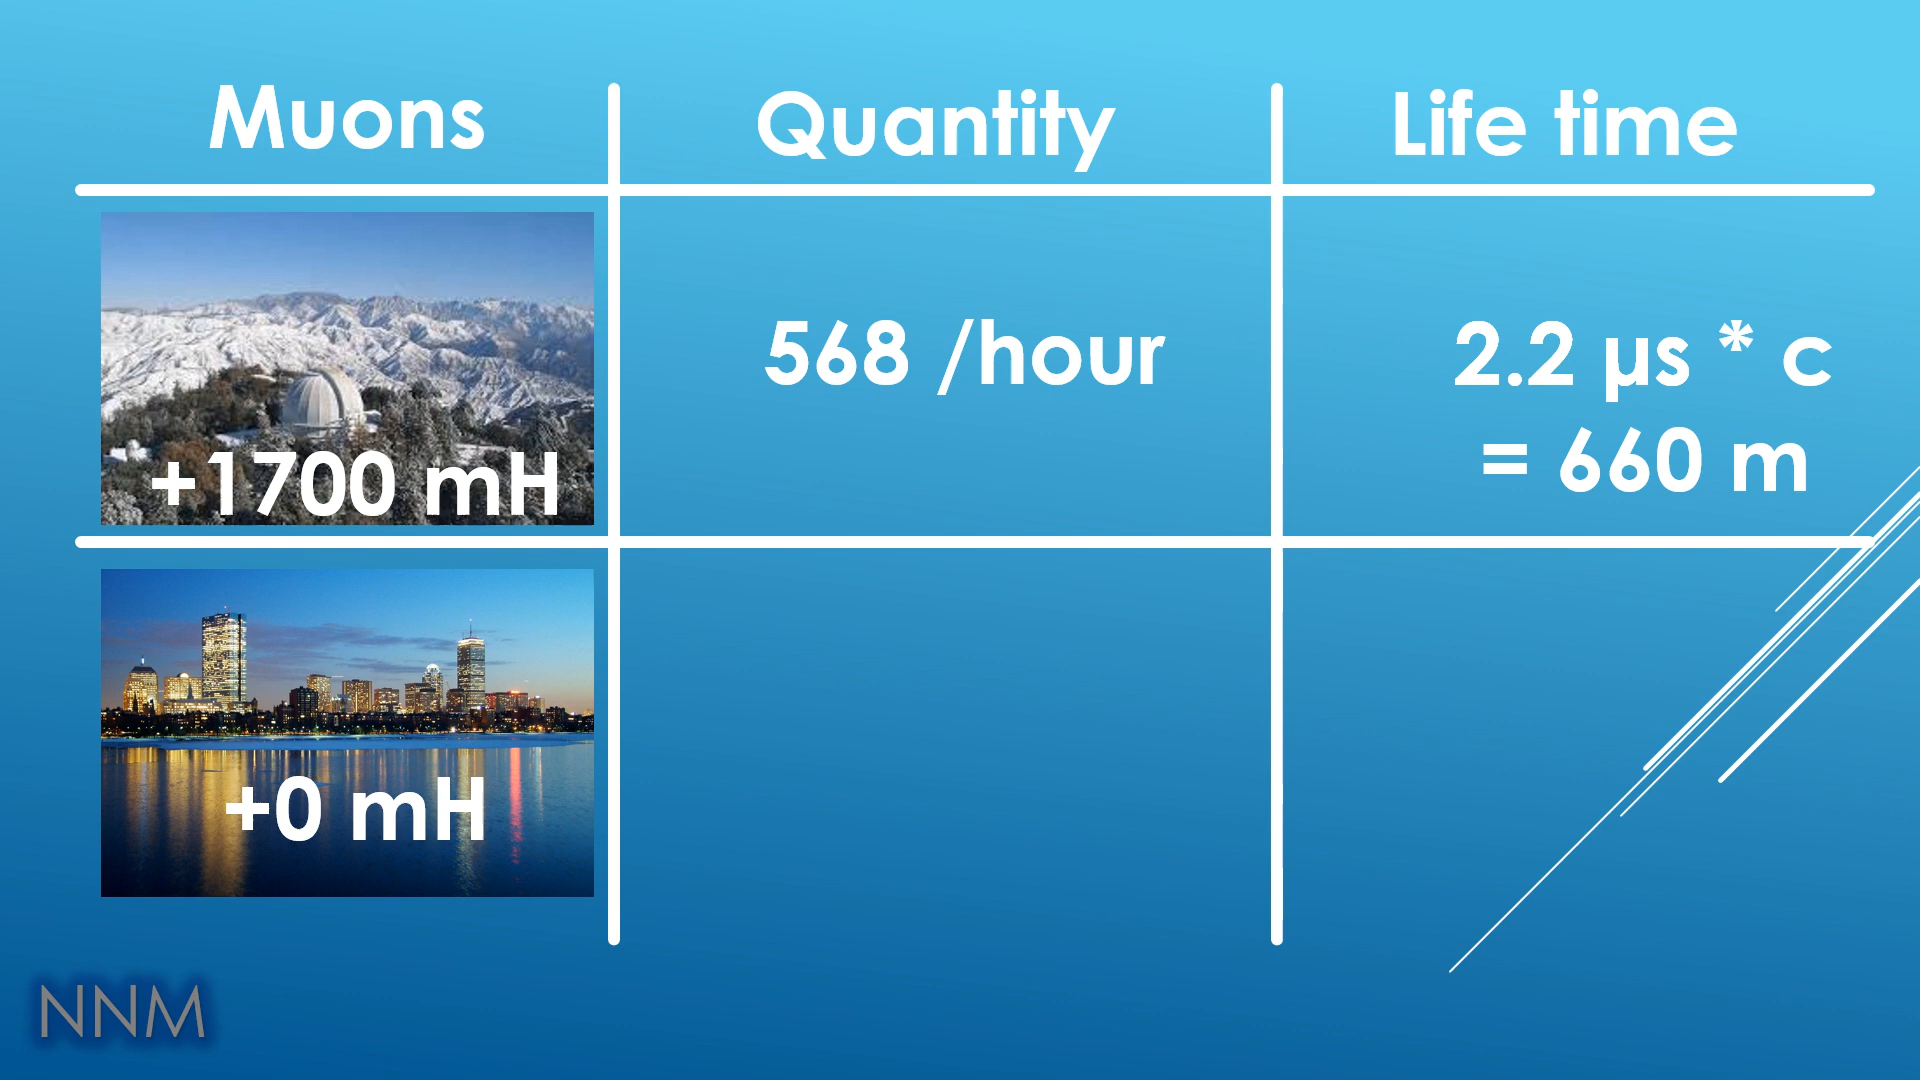 Muons
Quantity
Life time
+1700 mH
568 /hour
2.2 µs * c
= 660 m
+0 mH
NNM